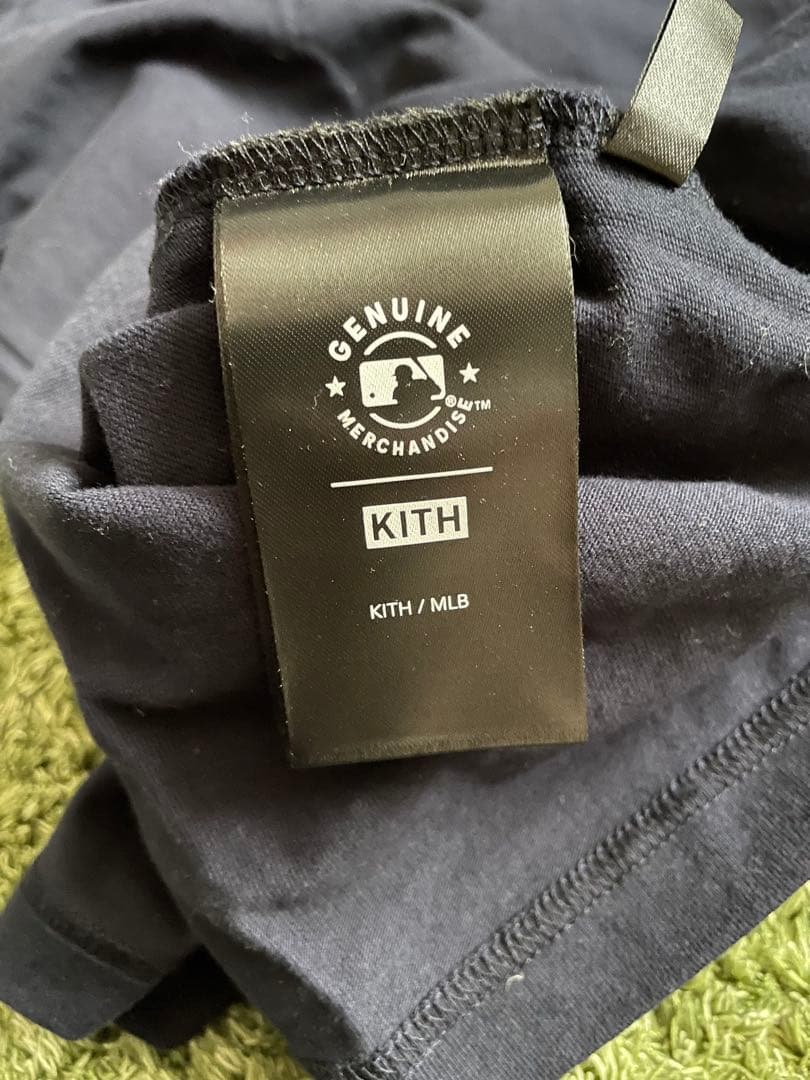 GENUINE
MERCHANDISE™
®
KITH
KITH / MLB